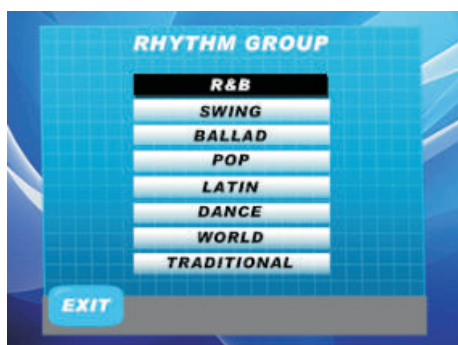 RHYTHM GROUP
R&B
SWING
BALLAD
POP
LATIN
DANCE
WORLD
TRADITIONAL
EXIT